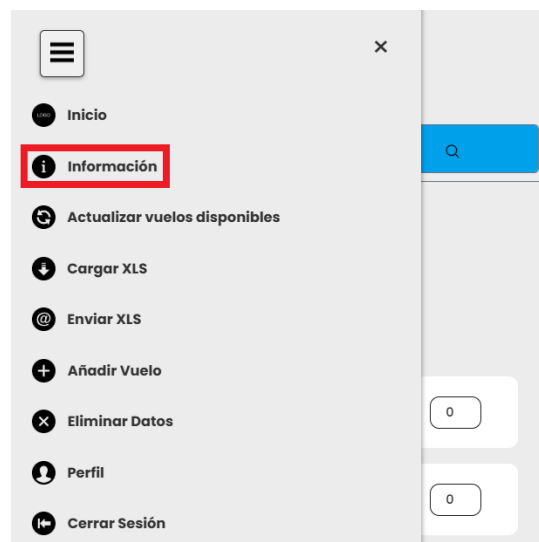 Inicio
Información
Actualizar vuelos disponibles
Cargar XLS
@ Enviar XLS
Añadir Vuelo
Eliminar Datos
0
Perfil
0
Cerrar Sesión